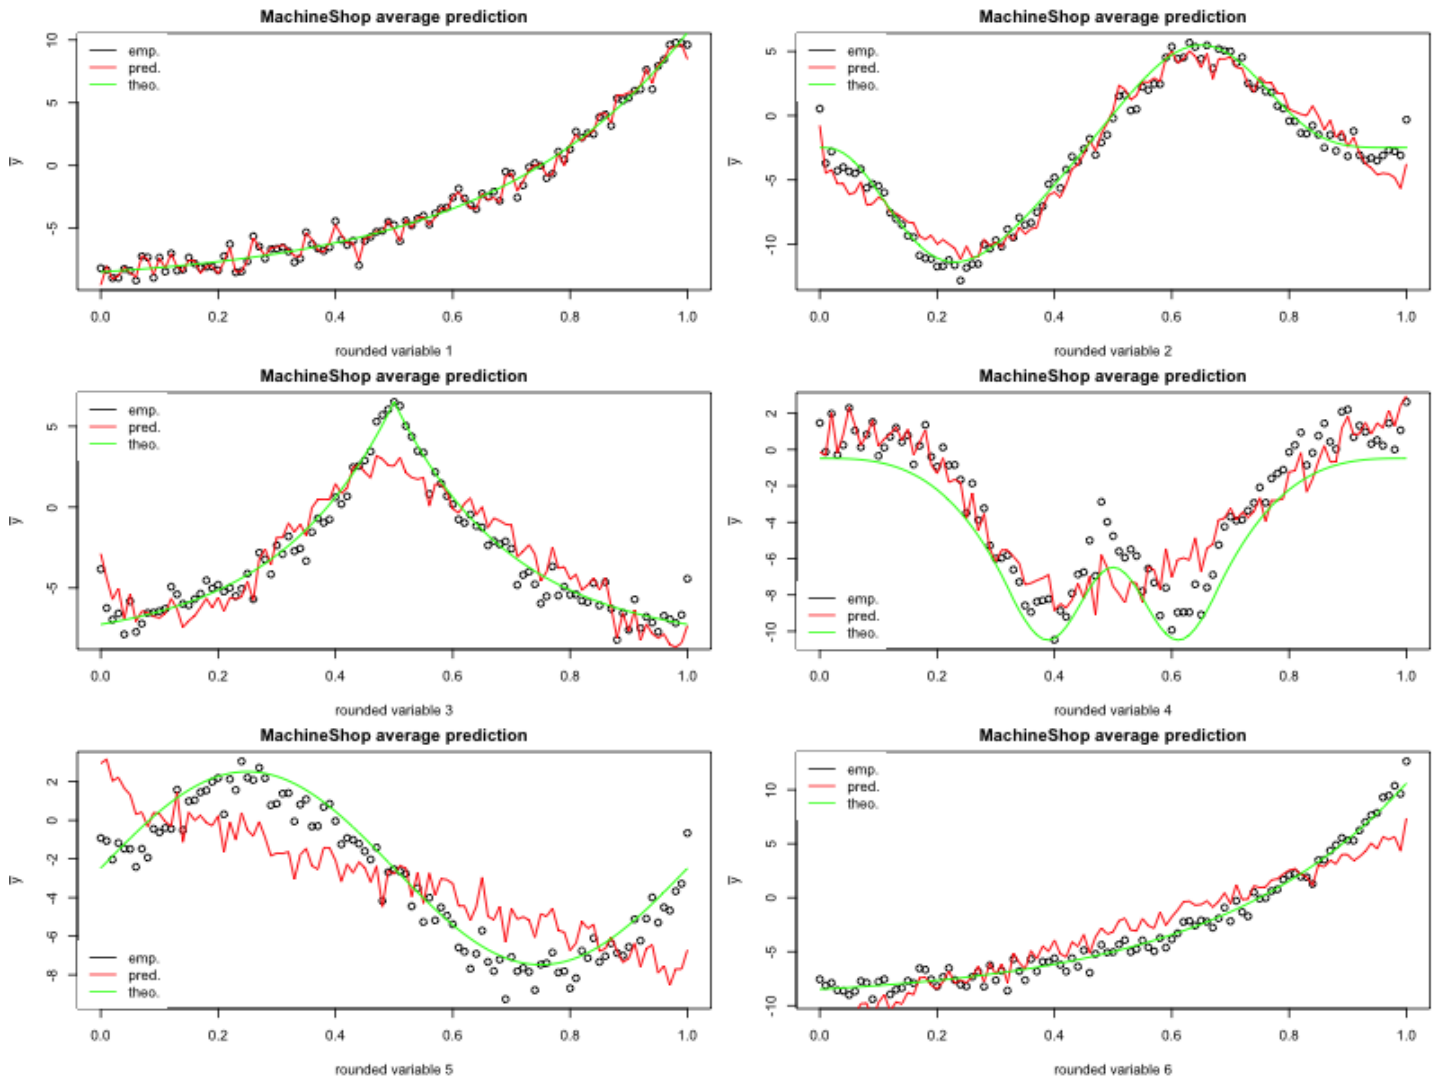 MachineShop average prediction
emp.
pred.
theo.
10
5
0
-5
y
0.0 0.2 0.4 0.6 0.8 1.0
rounded variable 1
MachineShop average prediction
emp.
pred.
theo.
5
0
-5
-10
y
0.0 0.2 0.4 0.6 0.8 1.0
rounded variable 2
MachineShop average prediction
emp.
pred.
theo.
5
0
-5
y
0.0 0.2 0.4 0.6 0.8 1.0
rounded variable 3
MachineShop average prediction
2
0
-2
-4
-6
-8
-10
y
emp.
pred.
theo.
0.0 0.2 0.4 0.6 0.8 1.0
rounded variable 4
MachineShop average prediction
2
0
-2
-4
-6
-8
y
emp.
pred.
theo.
0.0 0.2 0.4 0.6 0.8 1.0
rounded variable 5
MachineShop average prediction
emp.
pred.
theo.
10
5
0
-5
-10
y
0.0 0.2 0.4 0.6 0.8 1.0
rounded variable 6